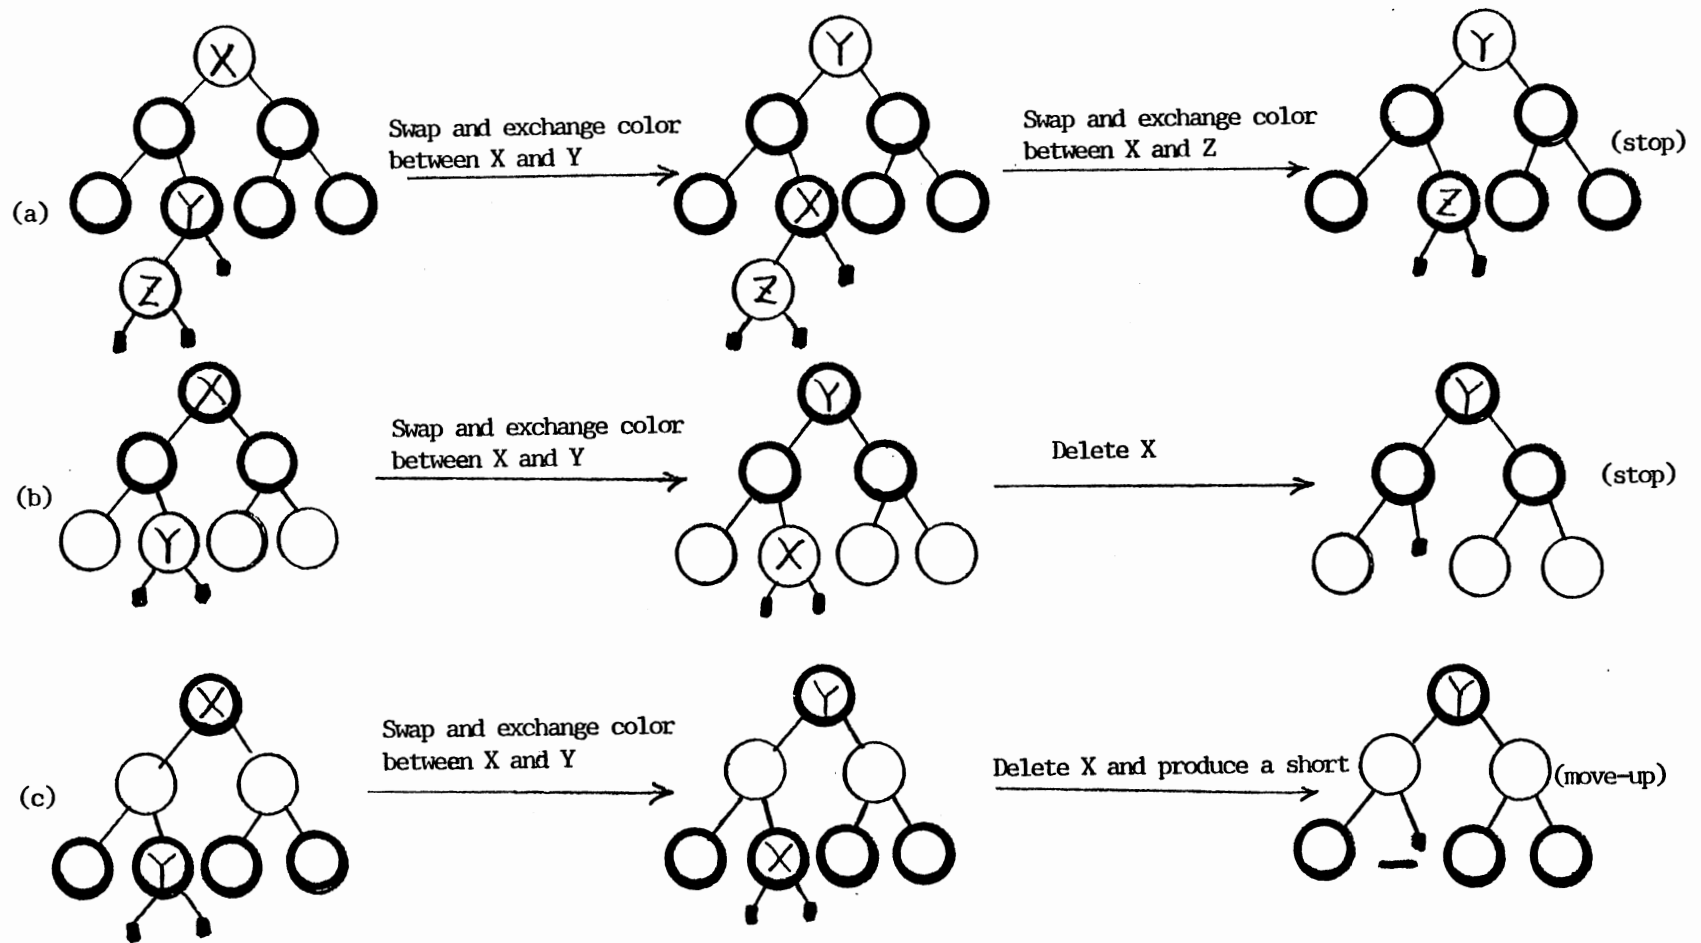 X
Y
Z
(a)
Swap and exchange color
between X and Y
Y
X
Z
Swap and exchange color
between X and Z
Y
Z
(stop)
X
Y
(b)
Swap and exchange color
between X and Y
Y
X
Delete X
Y
(stop)
X
Y
(c)
Swap and exchange color
between X and Y
Y
X
Delete X and produce a short
Y
(move-up)